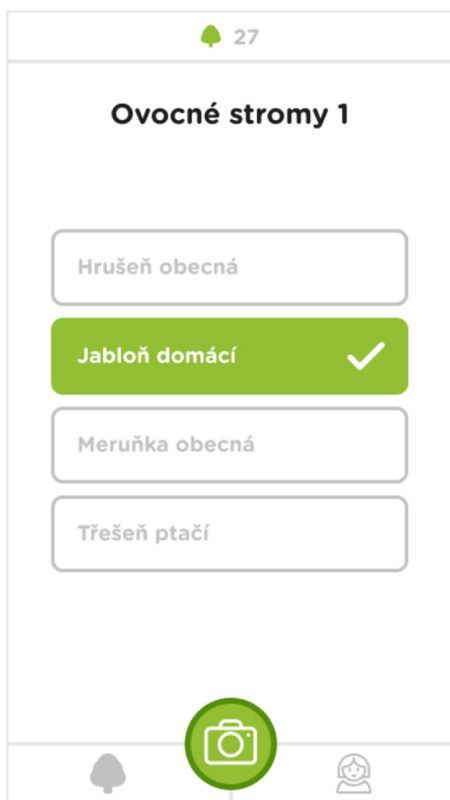 27
Ovocné stromy 1
Hrušeň obecná
Jabloň domácí
Meruňka obecná
Třešeň ptačí